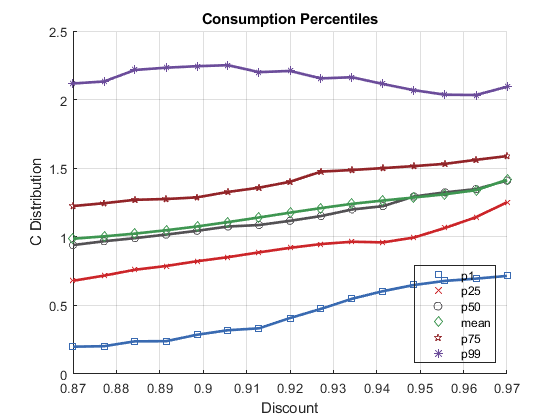 Consumption Percentiles
C Distribution
2.5
2
1.5
1
0.5
0
0.87 0.88 0.89 0.9 0.91 0.92 0.93 0.94 0.95 0.96 0.97
Discount
p1
p25
p50
mean
p75
p99